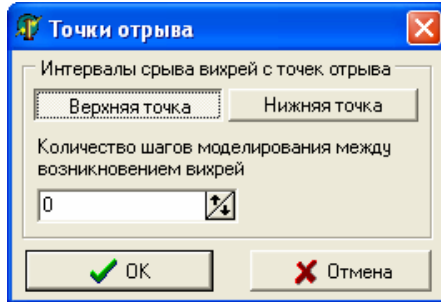 Точки отрыва
Интервалы срыва вихрей с точек отрыва
Верхняя точка Нижняя точка
Количество шагов моделирования между
возникновением вихрей
0
OK Отмена